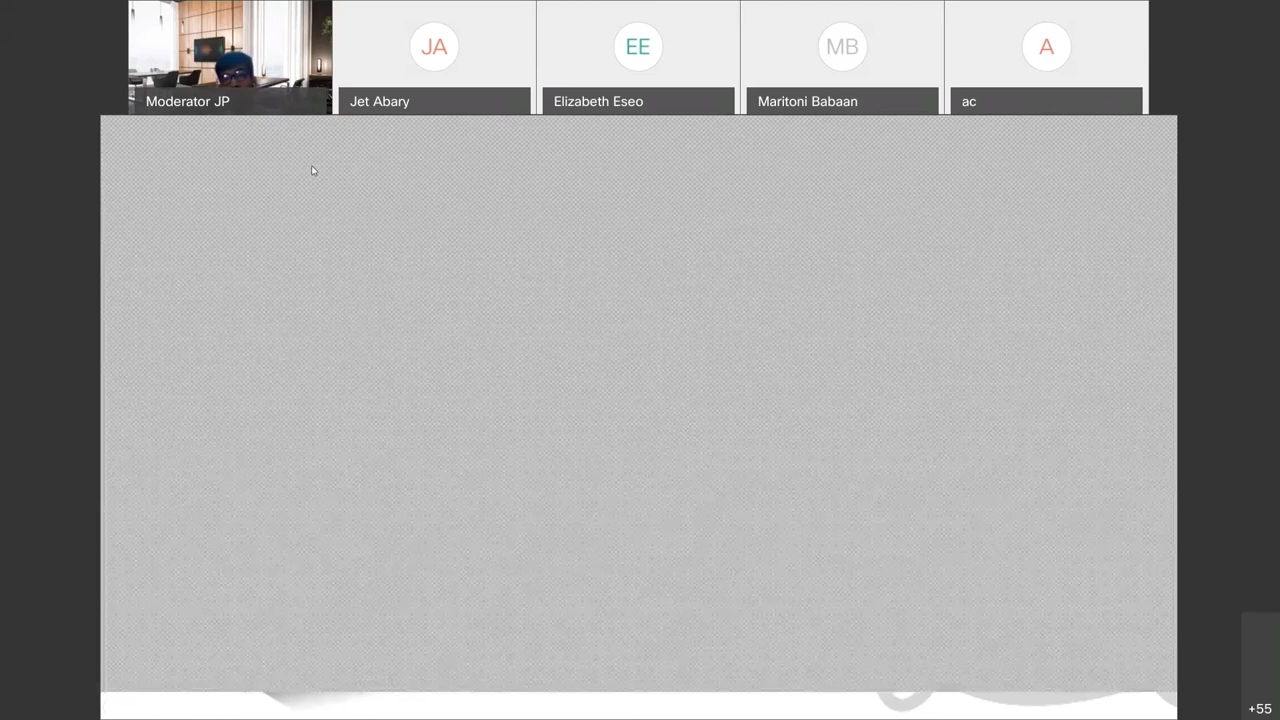 JA
EE
MB
A
Moderator JP
Jet Abary
Elizabeth Eseo
Maritoni Babaan
ac
+55